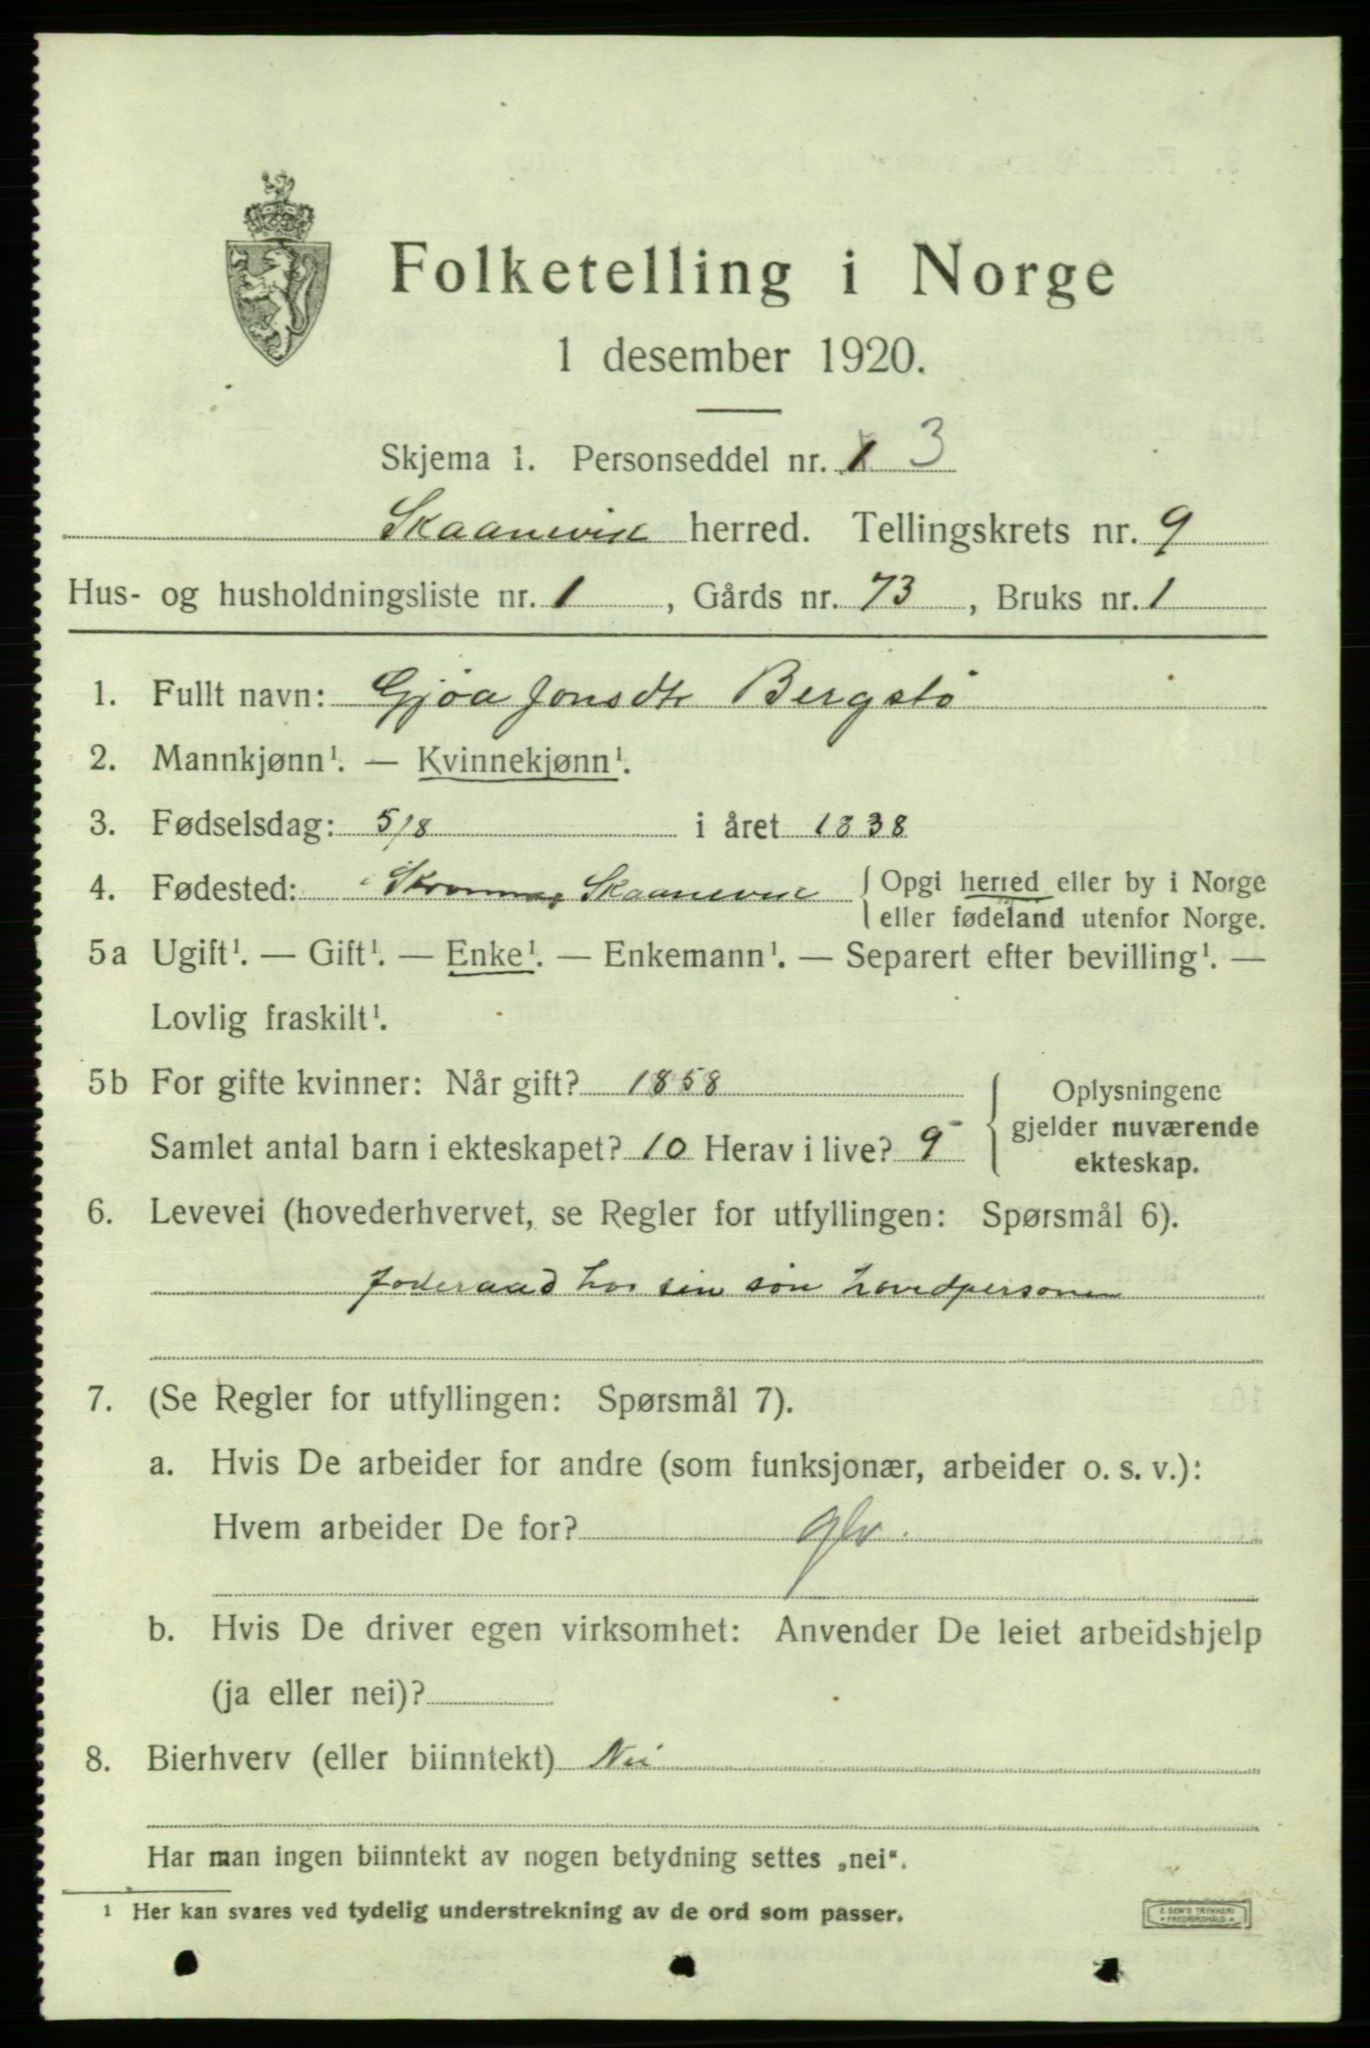 Folketelling i Norge
1 desember 1920.
Skjema 1. Personseddel nr. 1 3
Skaanevik herred. Tellingskrets nr. 9
Hus- og husholdningsliste nr. 1, Gårds nr. 73, Bruks nr. 1
1. Fullt navn: Gjøa Jonsdtr Bergstø
2. Mannkjønn¹. — Kvinnekjønn¹.
3. Fødselsdag: 5/8 i året 1838
4. Fødested: Skaanevik { Opgi herred eller by i Norge
eller fødeland utenfor Norge.
5a Ugift¹. — Gift¹. — Enke¹. — Enkemann¹. — Separert efter bevilling¹. —
Lovlig fraskilt¹.
5b For gifte kvinner: Når gift? 1858
Samlet antal barn i ekteskapet? 10 Herav i live? 9
Oplysningene
gjelder nuværende
ekteskap.
6. Levevei (hovederhvervet, se Regler for utfyllingen: Spørsmål 6).
foderaad hos sin søn hovedpersonen
7. (Se Regler for utfyllingen: Spørsmål 7).
a. Hvis De arbeider for andre (som funksjonær, arbeider o. s. v.):
Hvem arbeider De for?
b. Hvis De driver egen virksomhet: Anvender De leiet arbeidshjelp
(ja eller nei)?
8. Bierhverv (eller biinntekt) Nei
Har man ingen biinntekt av nogen betydning settes „nei“.
1 Her kan svares ved tydelig understrekning av de ord som passer.
E. SEM'S TRYKKERI
FREDRIKSHALD